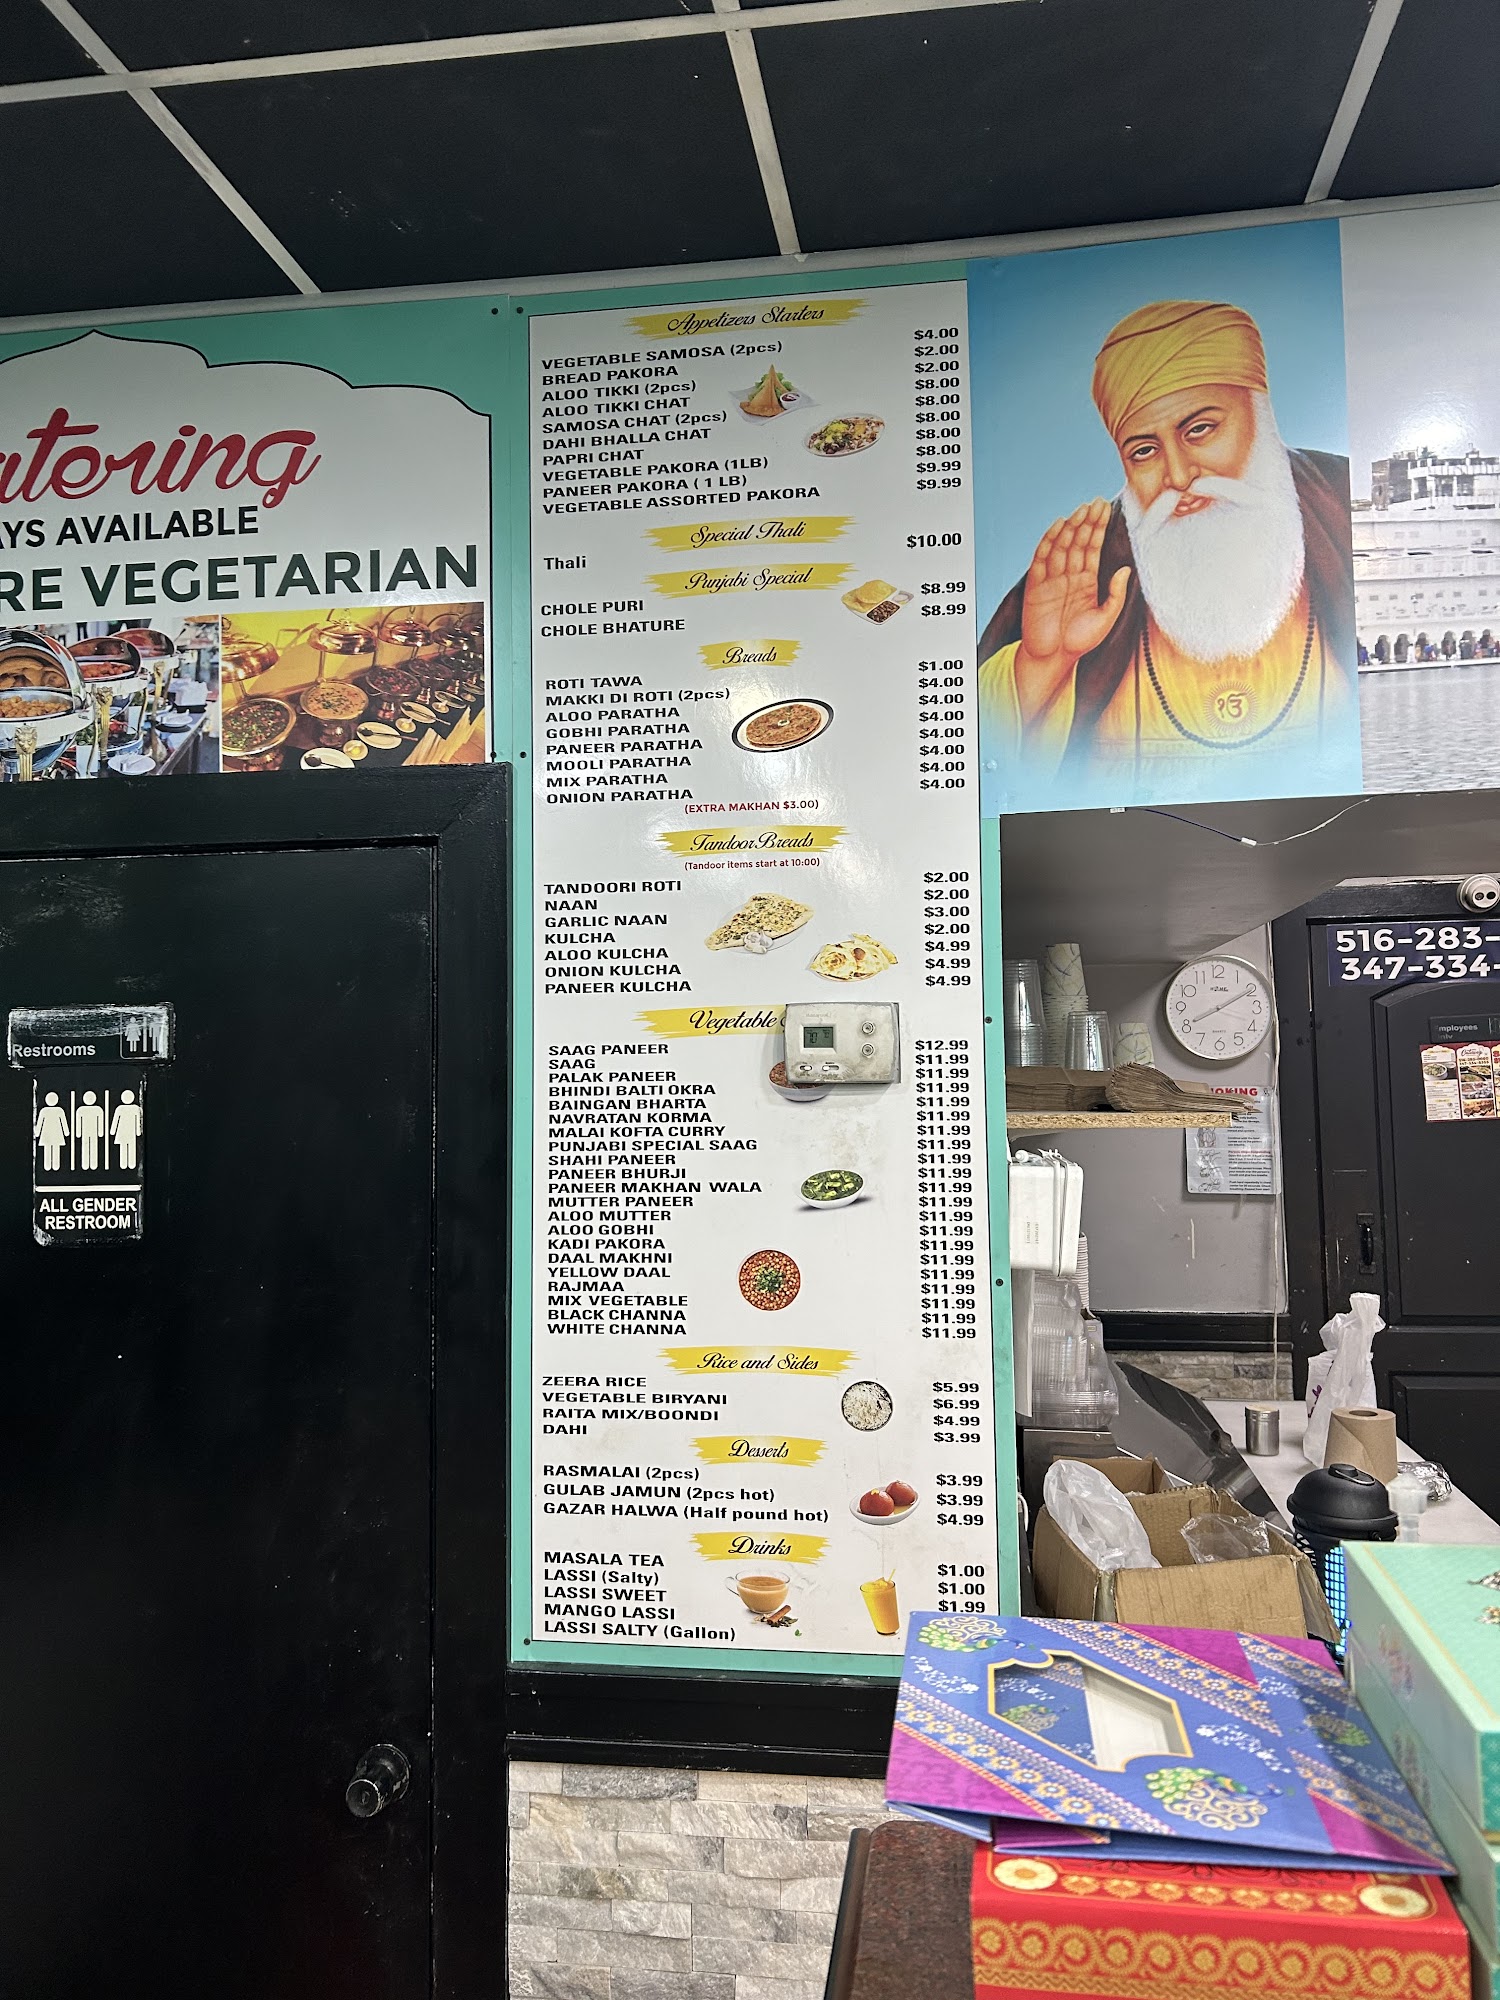 atering
AYS AVAILABLE
RE VEGETARIAN
Restrooms
ALL GENDER
RESTROOM
Appetizers Starters
VEGETABLE SAMOSA (2pcs) $4.00
BREAD PAKORA $2.00
ALOO TIKKI (2pcs) $2.00
ALOO TIKKI CHAT $8.00
SAMOSA CHAT (2pcs) $8.00
DAHI BHALLA CHAT $8.00
PAPRI CHAT $8.00
VEGETABLE PAKORA (1LB) $8.00
PANEER PAKORA ( 1 LB) $9.99
VEGETABLE ASSORTED PAKORA $9.99
Special Thali
Thali $10.00
Punjabi Special
CHOLE PURI $8.99
CHOLE BHATURE $8.99
Breads
ROTI TAWA $1.00
MAKKI DI ROTI (2pcs) $4.00
ALOO PARATHA $4.00
GOBHI PARATHA $4.00
PANEER PARATHA $4.00
MOOLI PARATHA $4.00
MIX PARATHA $4.00
ONION PARATHA $4.00
(EXTRA MAKHAN $3.00)
Tandoor Breads
(Tandoor items start at 10:00)
TANDOORI ROTI $2.00
NAAN $2.00
GARLIC NAAN $3.00
KULCHA $2.00
ALOO KULCHA $4.99
ONION KULCHA $4.99
PANEER KULCHA $4.99
Vegetable
SAAG PANEER $12.99
SAAG $11.99
PALAK PANEER $11.99
BHINDI BALTI OKRA $11.99
BAINGAN BHARTA $11.99
NAVRATAN KORMA $11.99
MALAI KOFTA CURRY $11.99
PUNJABI SPECIAL SAAG $11.99
SHAHI PANEER $11.99
PANEER BHURJI $11.99
PANEER MAKHAN WALA $11.99
MUTTER PANEER $11.99
ALOO MUTTER $11.99
ALOO GOBHI $11.99
KADI PAKORA $11.99
DAAL MAKHNI $11.99
YELLOW DAAL $11.99
RAJMAA $11.99
MIX VEGETABLE $11.99
BLACK CHANNA $11.99
WHITE CHANNA $11.99
Rice and Sides
ZEERA RICE $5.99
VEGETABLE BIRYANI $6.99
RAITA MIX/BOONDI $4.99
DAHI $3.99
Desserts
RASMALAI (2pcs) $3.99
GULAB JAMUN (2pcs hot) $3.99
GAZAR HALWA (Half pound hot) $4.99
Drinks
MASALA TEA $1.00
LASSI (Salty) $1.00
LASSI SWEET $1.99
MANGO LASSI
LASSI SALTY (Gallon)
ੴ
516-283-
347-334-
12 1 2 3 4 5 6 7 8 9 10 11
mployees
OKING